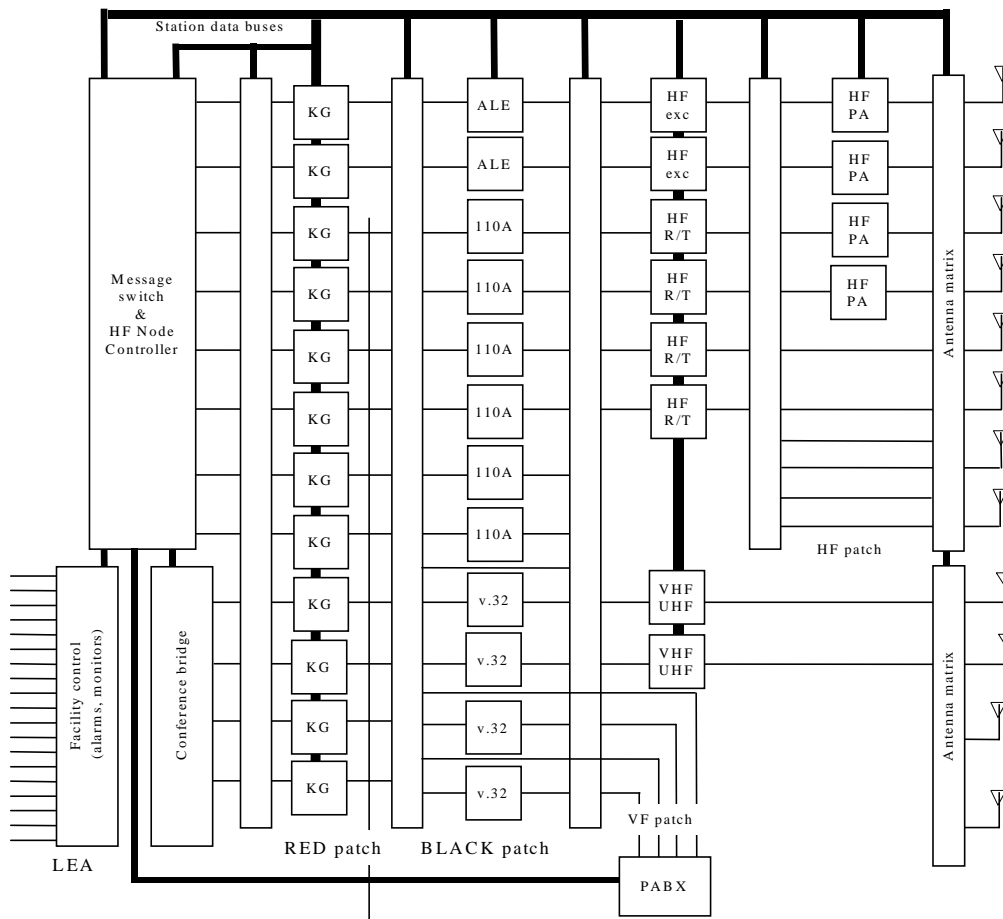 Station data buses
KG
ALE
HF
exc
HF
PA
KG
ALE
HF
exc
HF
PA
KG
110A
HF
R/T
HF
PA
KG
110A
HF
R/T
HF
PA
Message
switch
&
HF Node
Controller
Antenna matrix
KG
110A
HF
R/T
KG
110A
HF
R/T
KG
110A
KG
110A
HF patch
KG
v.32
VHF
UHF
KG
v.32
VHF
UHF
Facility control
(alarms, monitors)
Conference bridge
Antenna matrix
KG
v.32
KG
v.32
VF patch
LEA
RED patch
BLACK patch
PABX